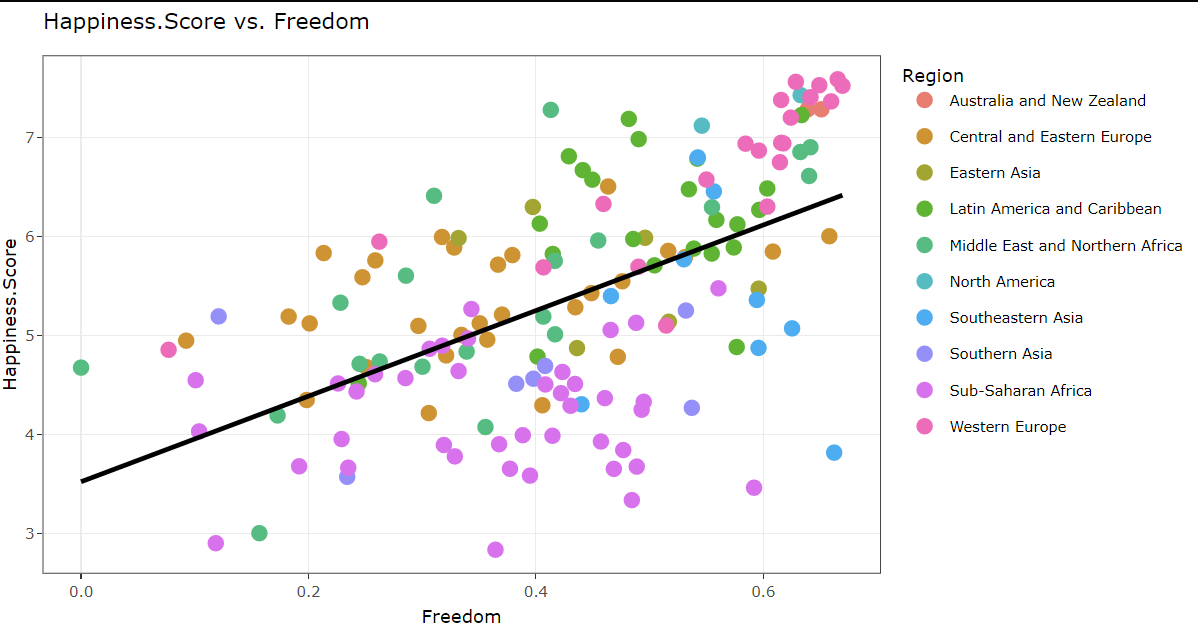 Happiness.Score vs. Freedom
Happiness.Score
7
6
5
4
3
0.0
0.2
0.4
0.6
Freedom
Region
Australia and New Zealand
Central and Eastern Europe
Eastern Asia
Latin America and Caribbean
Middle East and Northern Africa
North America
Southeastern Asia
Southern Asia
Sub-Saharan Africa
Western Europe